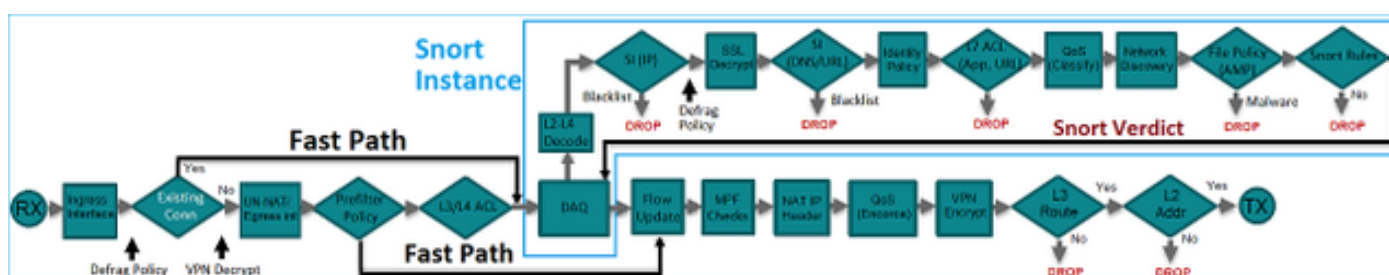 Snort
Instance
SI (IP)
SSL
Decrypt
SI
(DNS/URL)
Identity
Policy
L7 ACL
(App, URL)
QoS
(Classify)
Network
Discovery
File Policy
(AMP)
Snort Rules
Blacklist
Defrag
Policy
Blacklist
Malware
No
DROP
DROP
DROP
DROP
DROP
L2-L4
Decode
Snort Verdict
Fast Path
Yes
RX
Ingress
Interface
Existing
Conn
No
UN-NAT/
Egress Int
Prefilter
Policy
L3/L4 ACL
DAQ
Flow
Update
MPF
Checks
NAT IP
Header
QoS
VPN
Encrypt
L3
Route
Yes
L2
Addr
Yes
TX
Fast Path
No
No
Defrag Policy
VPN Decrypt
DROP
DROP